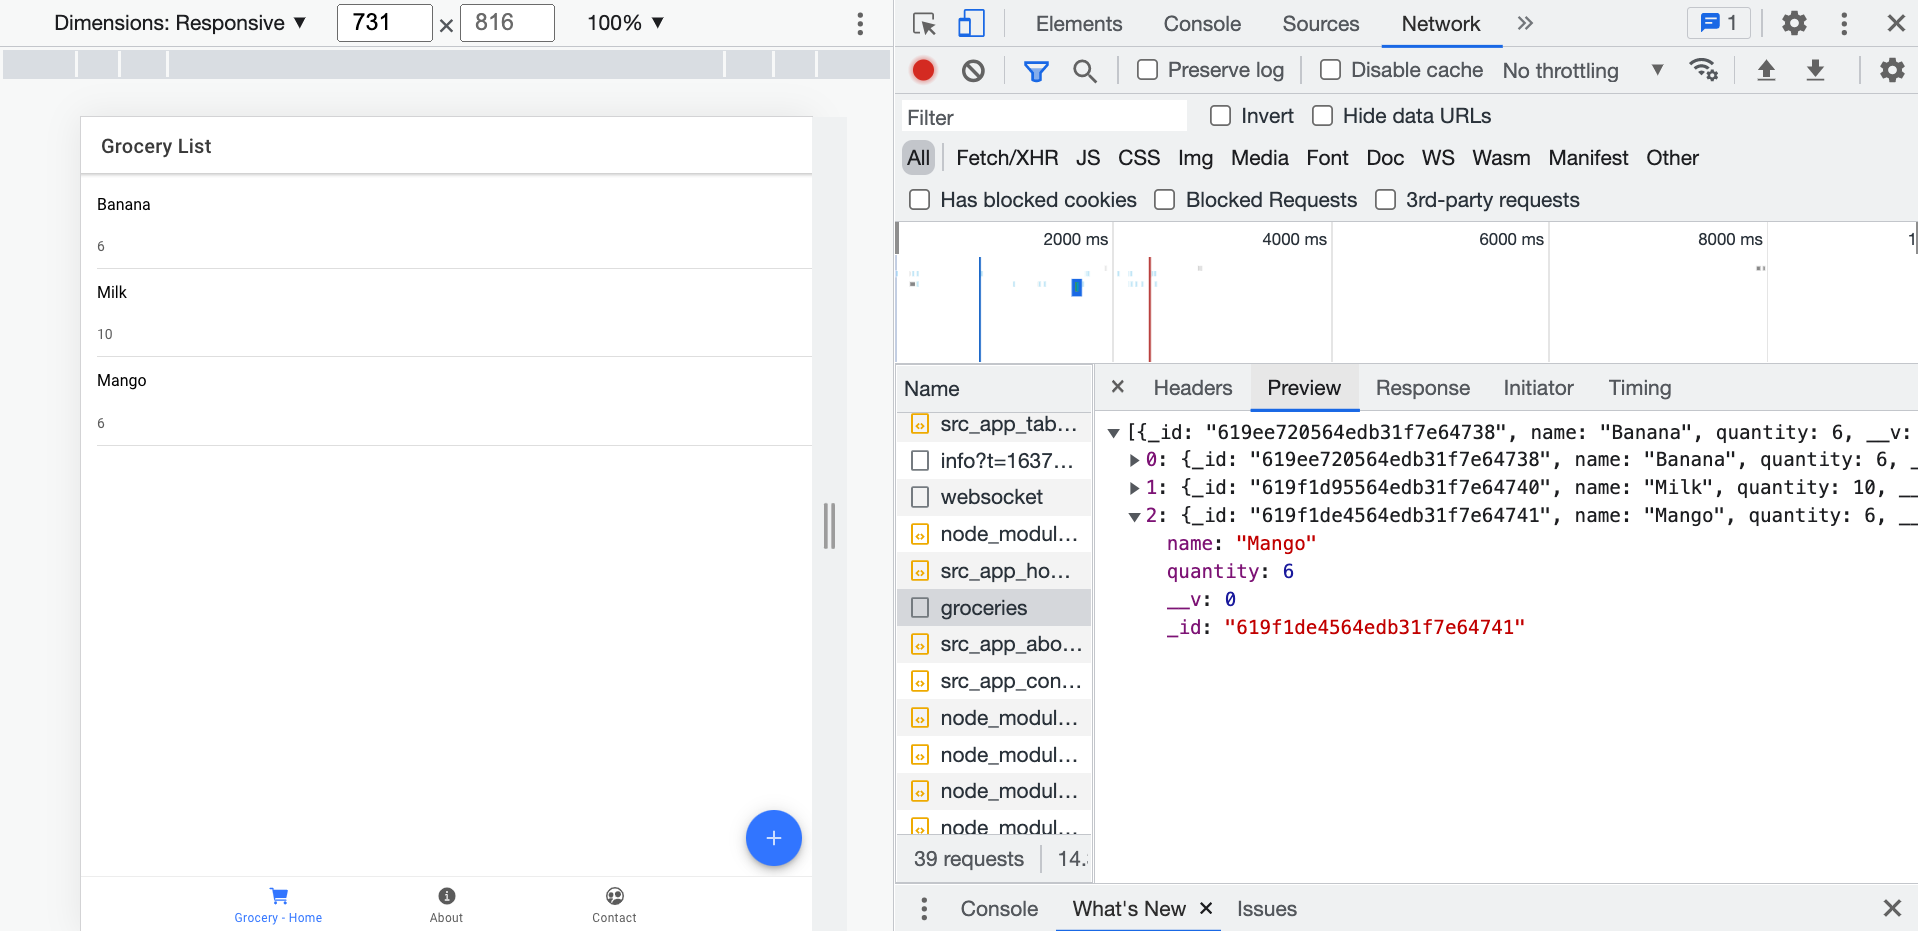 Dimensions: Responsive ▼ 731 × 816 100% ▼
Grocery List
Banana
6
Milk
10
Mango
6
+
Grocery - Home
About
Contact
Elements Console Sources Network 1
Preserve log Disable cache No throttling ▼
Filter Invert Hide data URLs
All Fetch/XHR JS CSS Img Media Font Doc WS Wasm Manifest Other
Has blocked cookies Blocked Requests 3rd-party requests
2000 ms 4000 ms 6000 ms 8000 ms 1
Name
src_app_tab...
info?t=1637...
websocket
node_modul...
src_app_ho...
groceries
src_app_abo...
src_app_con...
node_modul...
node_modul...
node_modul...
node_modul...
39 requests 14.
× Headers Preview Response Initiator Timing
▼ [{_id: "619ee720564edb31f7e64738", name: "Banana", quantity: 6, __v:
▶ 0: {_id: "619ee720564edb31f7e64738", name: "Banana", quantity: 6, _
▶ 1: {_id: "619f1d95564edb31f7e64740", name: "Milk", quantity: 10, __
▼ 2: {_id: "619f1de4564edb31f7e64741", name: "Mango", quantity: 6, __
name: "Mango"
quantity: 6
__v: 0
_id: "619f1de4564edb31f7e64741"
Console What's New × Issues